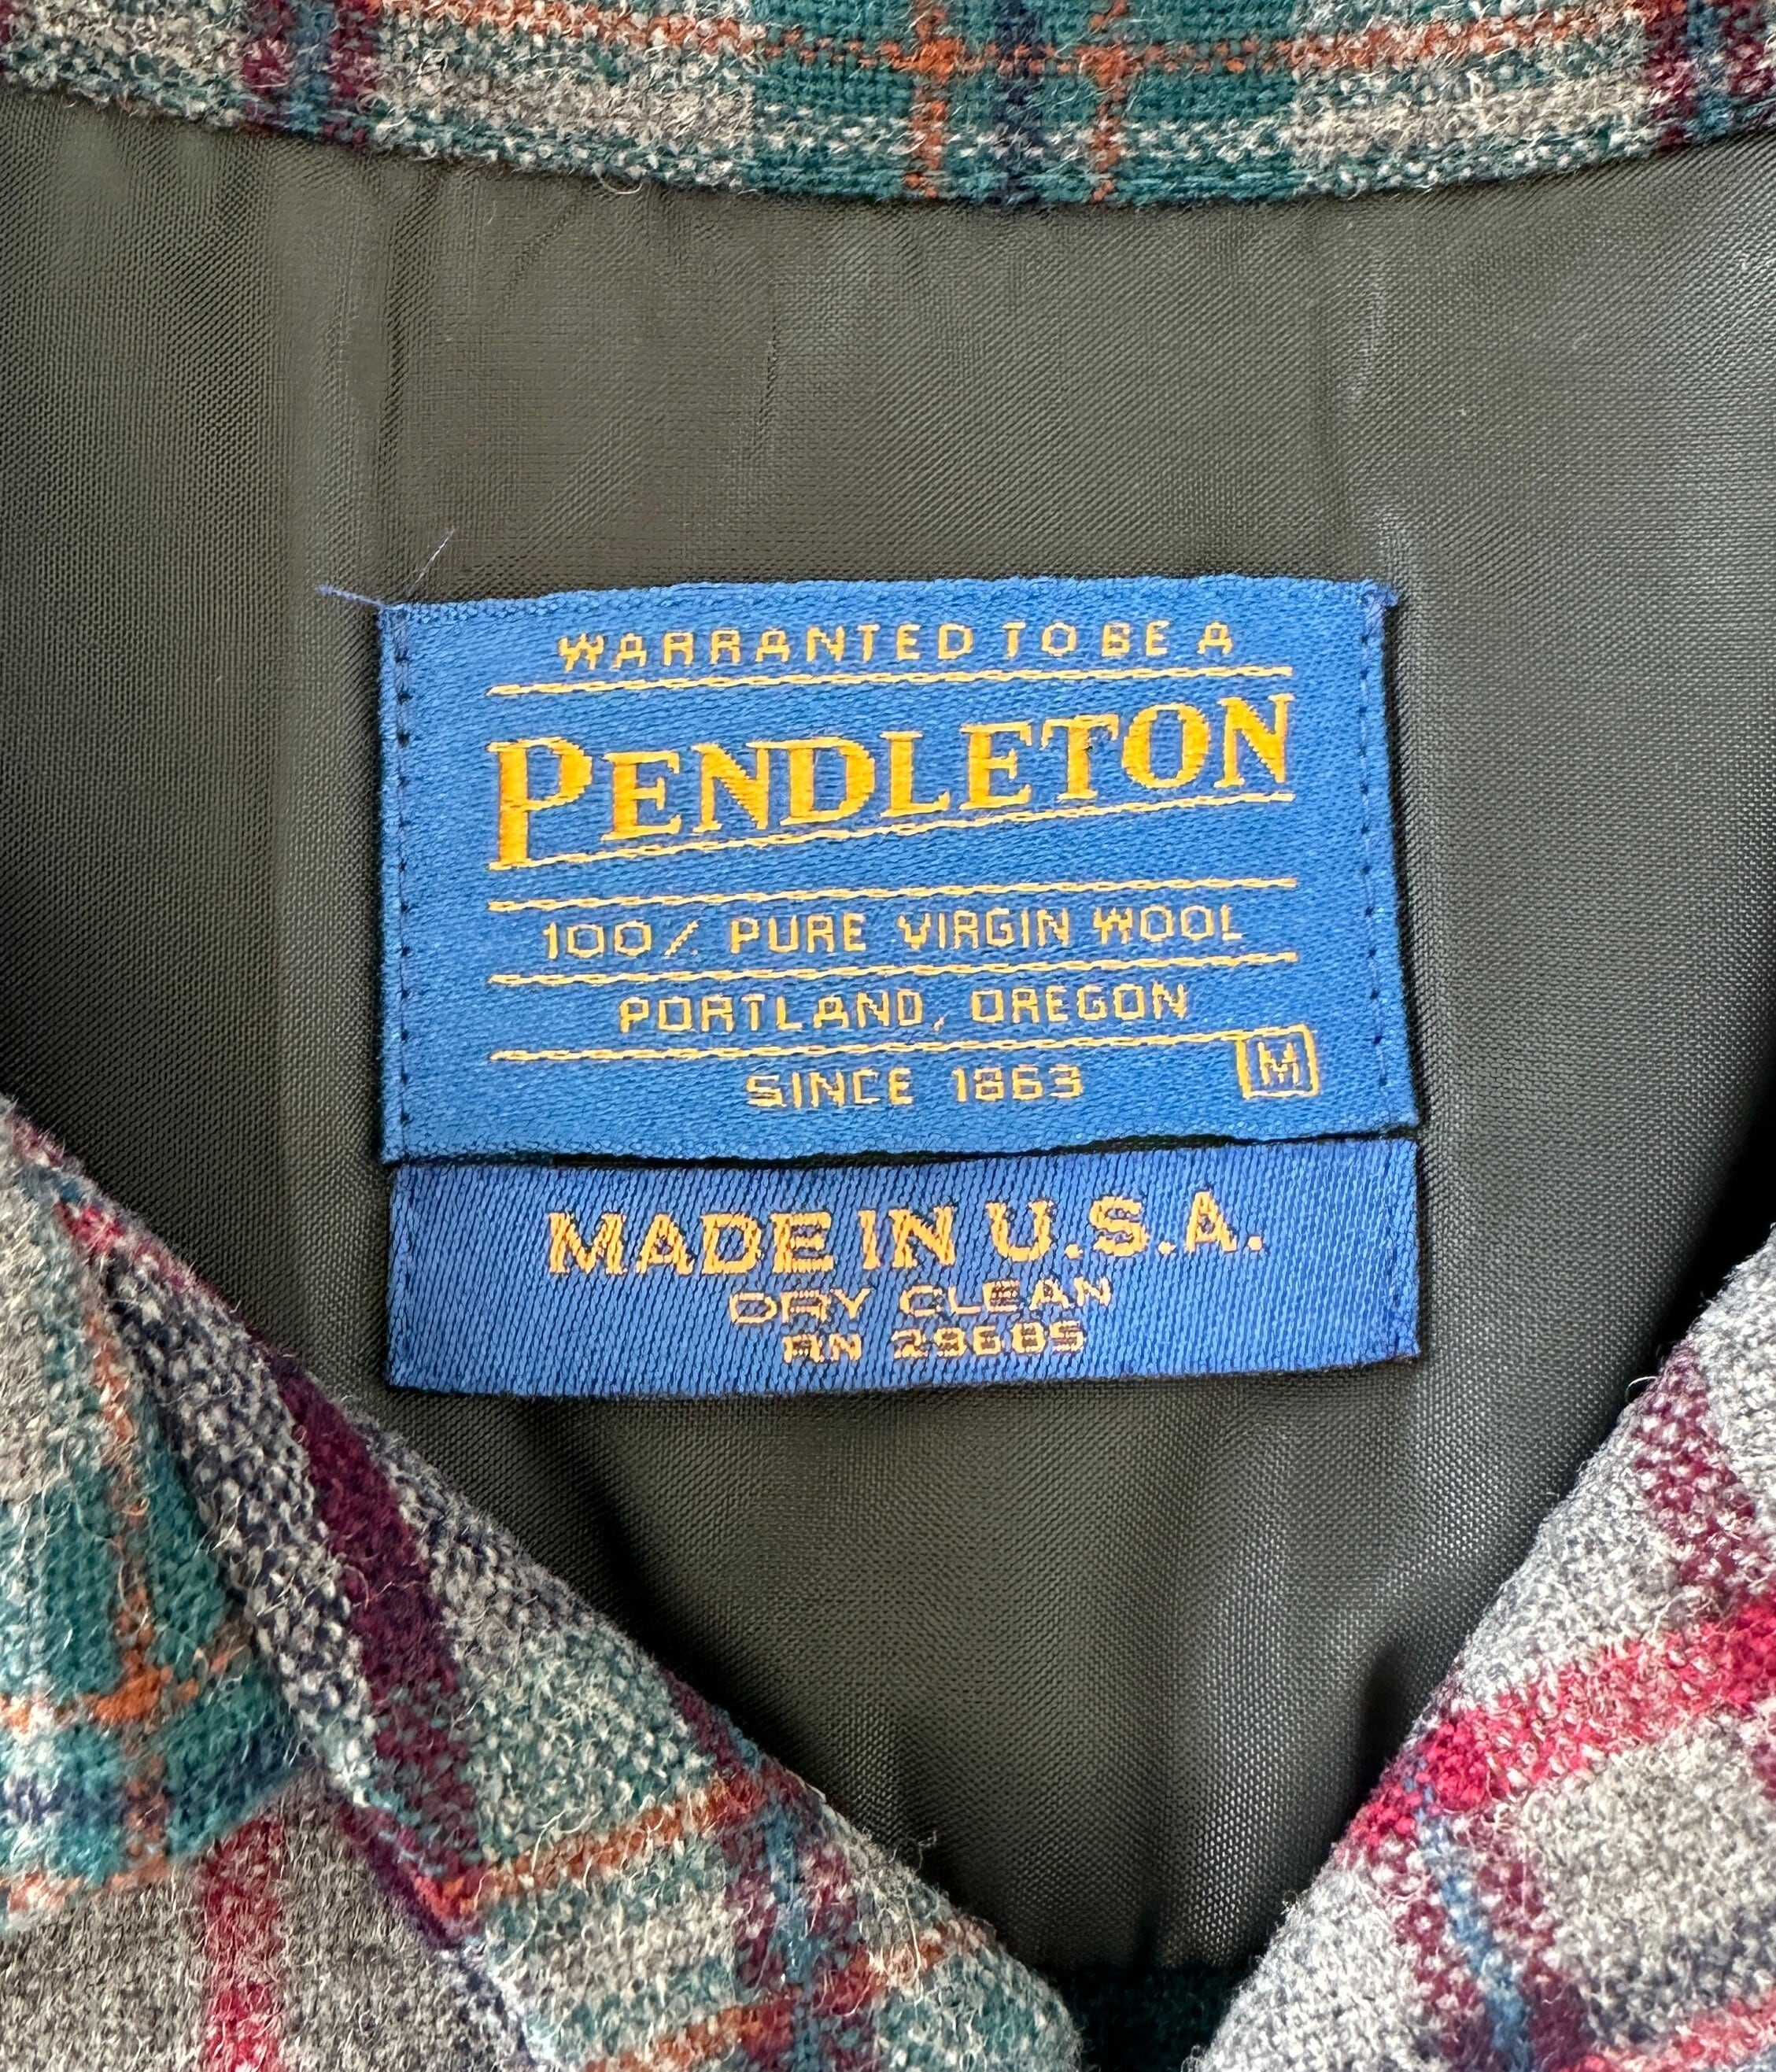 WARRANTED TO BE A
PENDLETON
100% PURE VIRGIN WOOL
PORTLAND, OREGON
SINCE 1863
M
MADE IN U.S.A.
DRY CLEAN
RN 29685